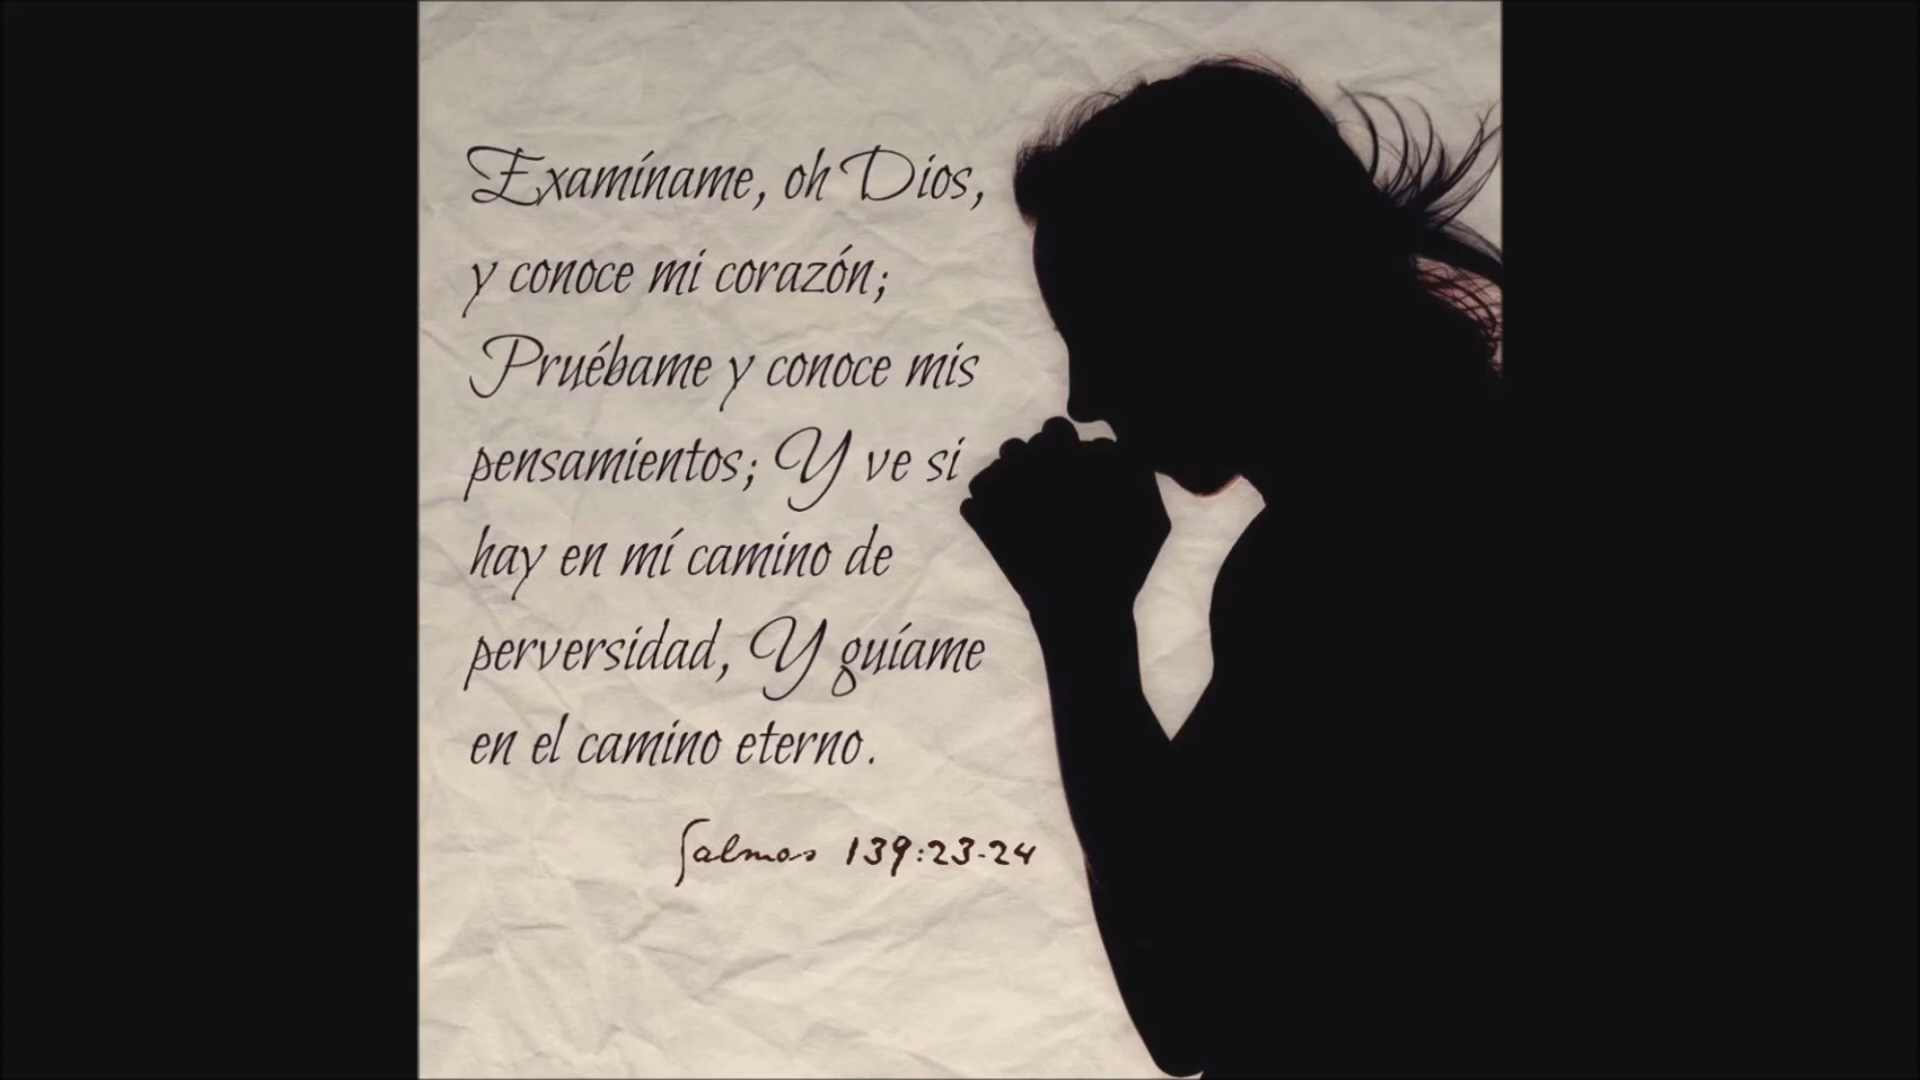 Examíname, oh Dios,
y conoce mi corazón;
Pruébame y conoce mis
pensamientos; Y ve si
hay en mí camino de
perversidad, Y guíame
en el camino eterno.
Salmos 139:23-24